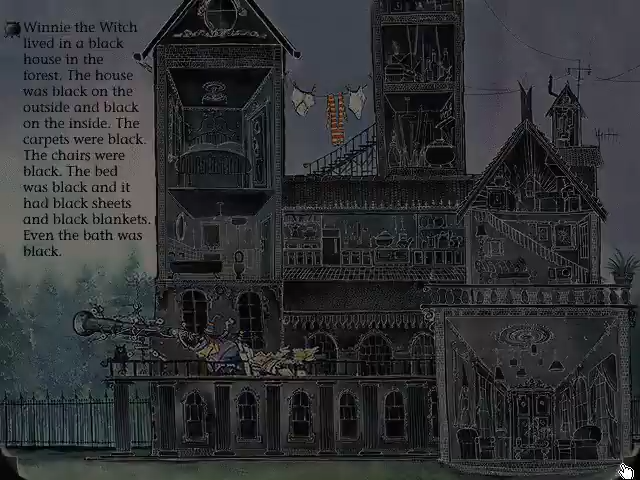 Winnie the Witch
lived in a black
house in the
forest. The house
was black on the
outside and black
on the inside. The
carpets were black.
The chairs were
black. The bed
was black and it
had black sheets
and black blankets.
Even the bath was
black.